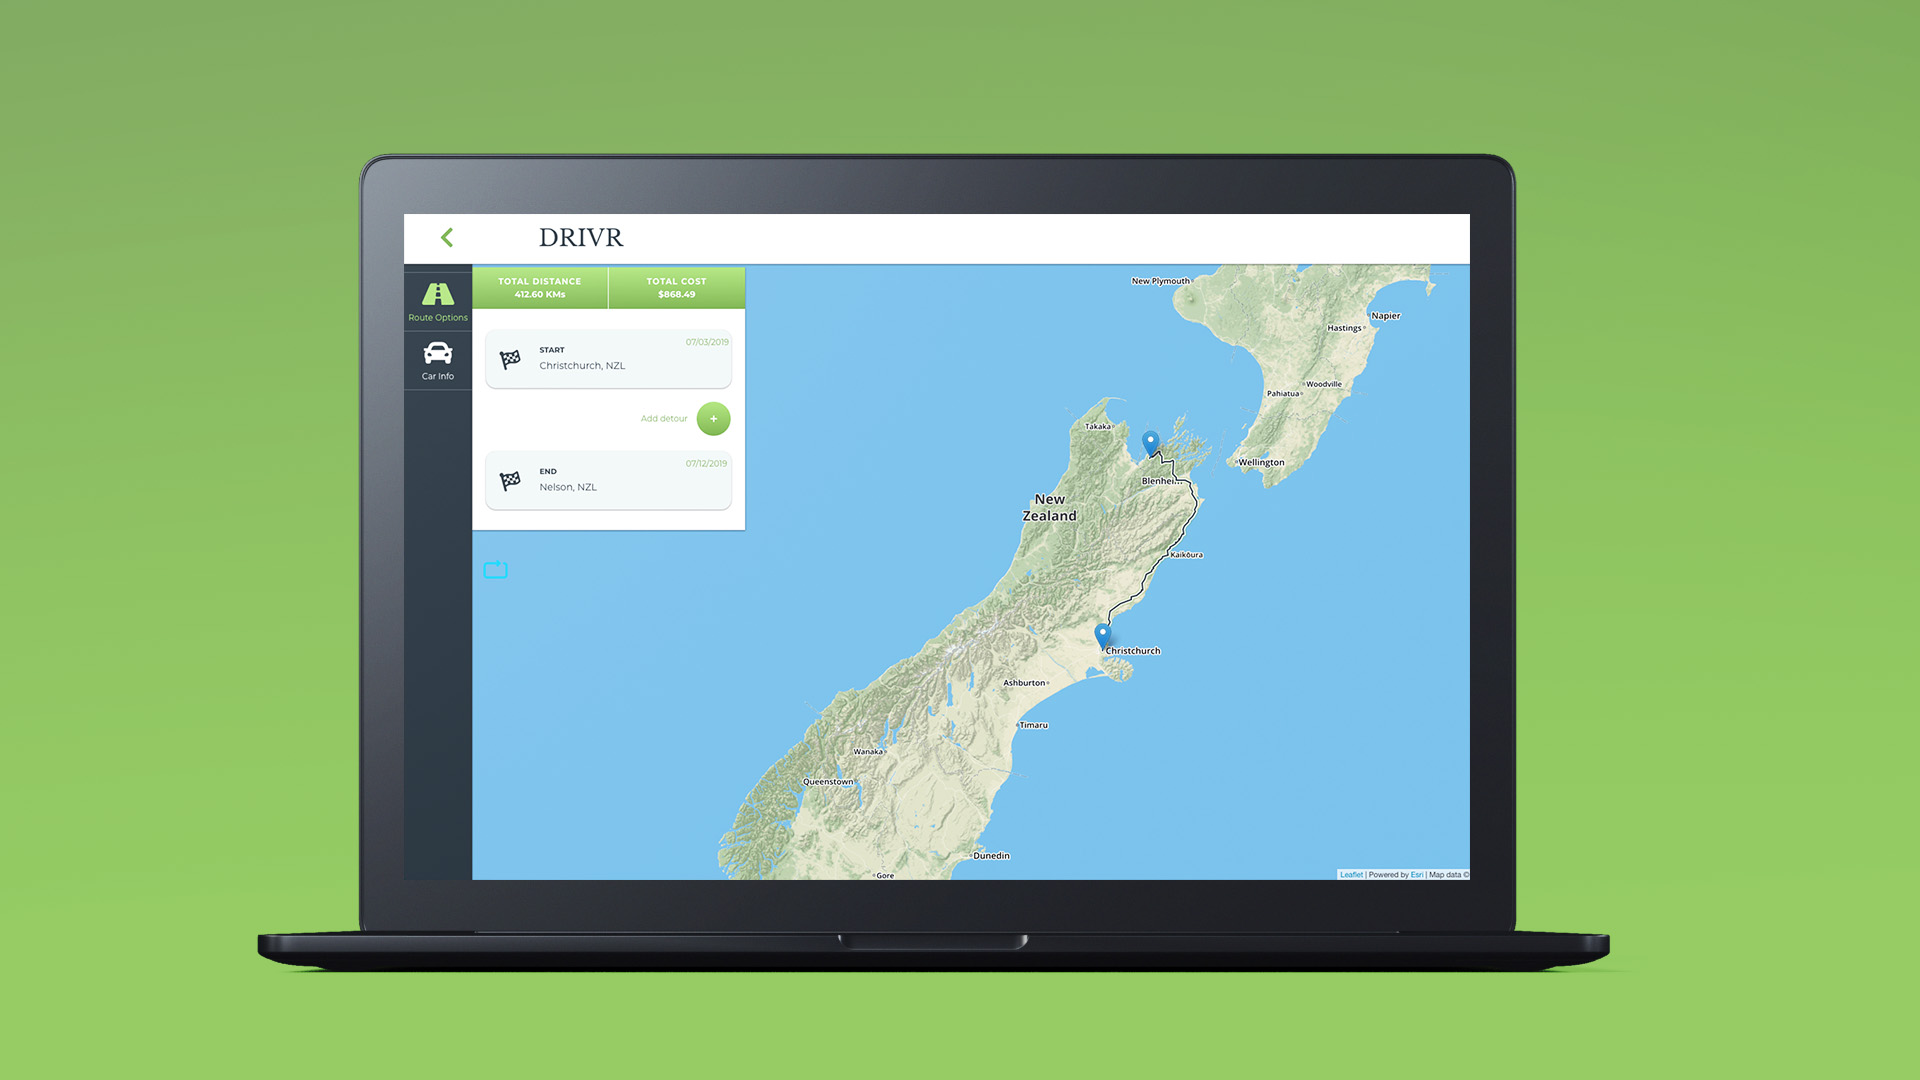 DRIVR
Route Options
Car Info
TOTAL DISTANCE
412.60 KMs
TOTAL COST
$868.49
07/03/2019
START
Christchurch, NZL
Add detour
+
07/12/2019
END
Nelson, NZL
New Plymouth
Napier
Hastings
Woodville
Pahiatua
Takaka
Wellington
Blenhei...
New
Zealand
Kaikōura
Christchurch
Ashburton
Timaru
Wanaka
Queenstown
Dunedin
Gore
Leaflet | Powered by Esri | Map data ©